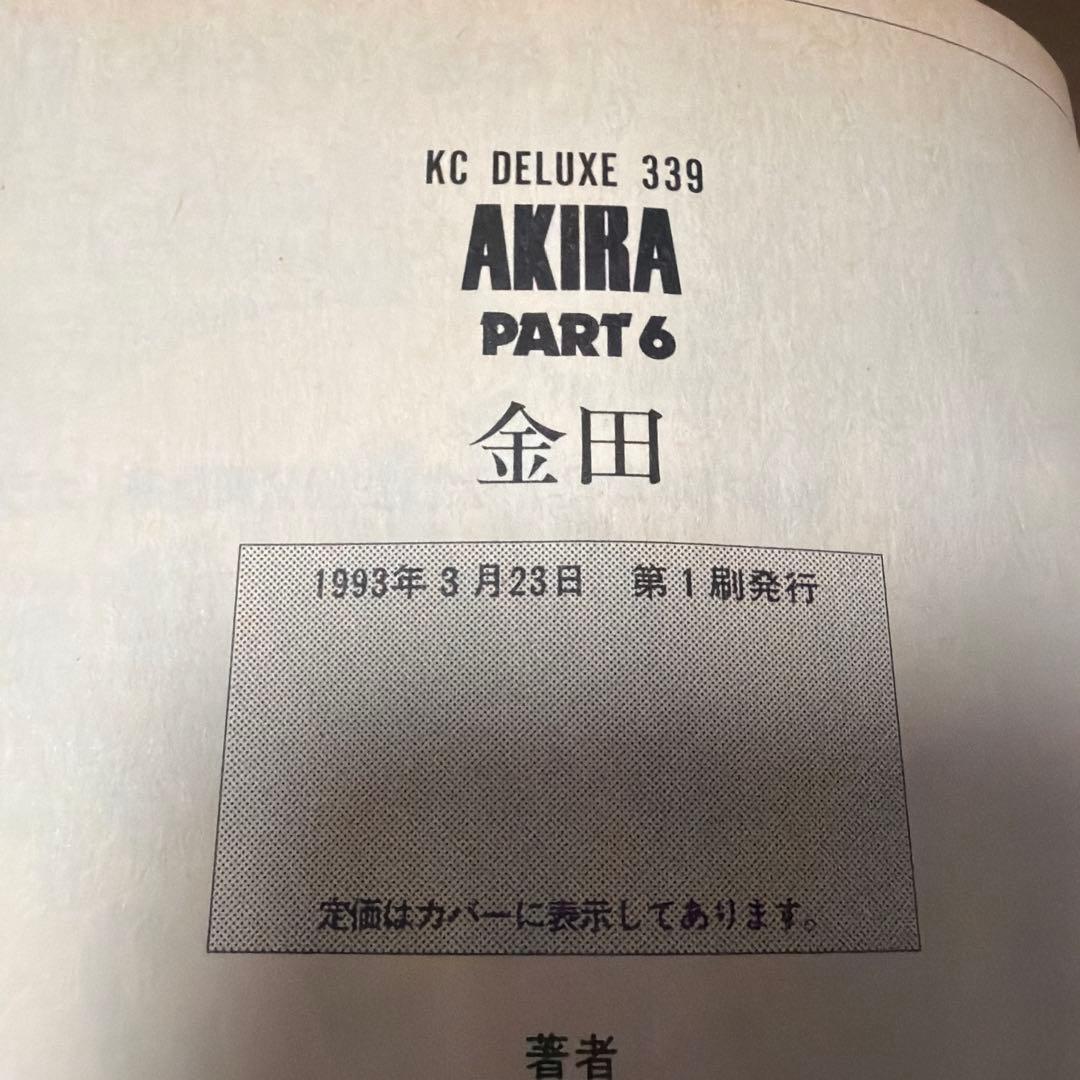 KC DELUXE 339
AKIRA
PART6
金田
1993年3月23日　第1刷発行
定価はカバーに表示してあります。
著者